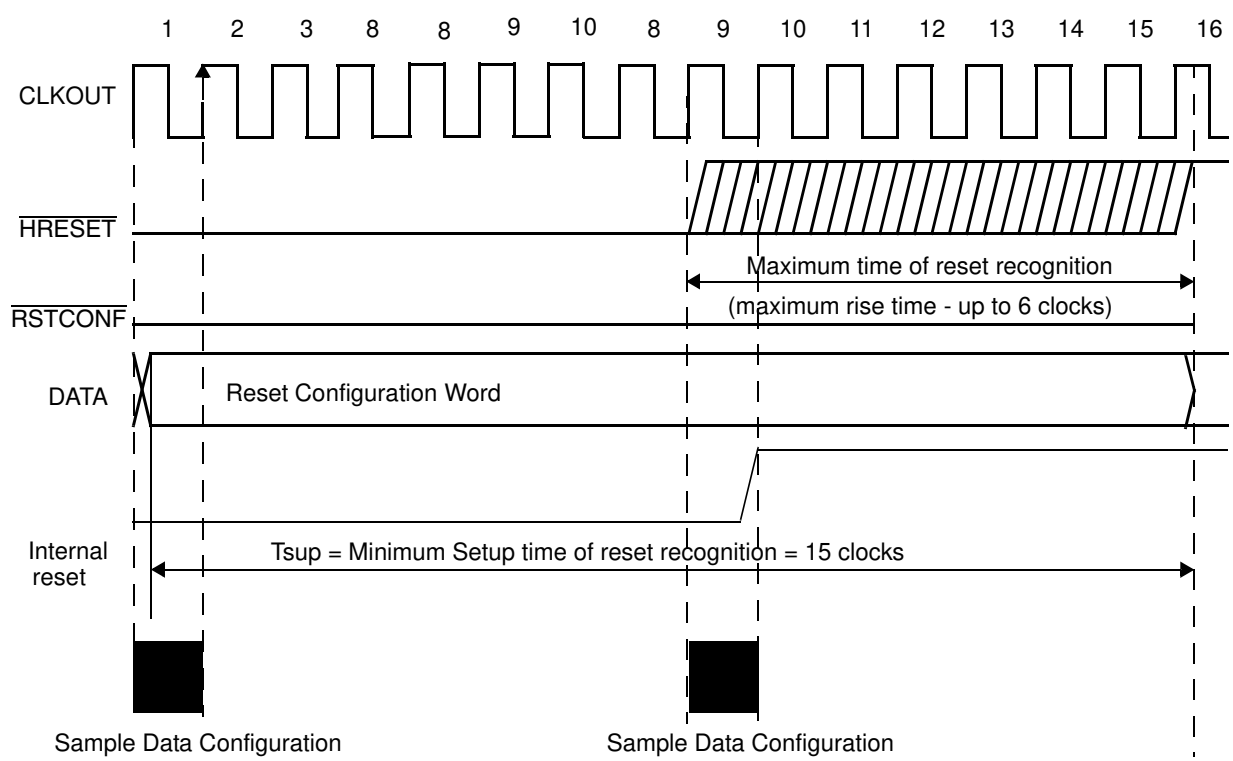 1 2 3 8 8 9 10 8 9 10 11 12 13 14 15 16
CLKOUT
HRESET
Maximum time of reset recognition
(maximum rise time - up to 6 clocks)
RSTCONF
DATA
Reset Configuration Word
Internal
reset
Tsup = Minimum Setup time of reset recognition = 15 clocks
Sample Data Configuration
Sample Data Configuration